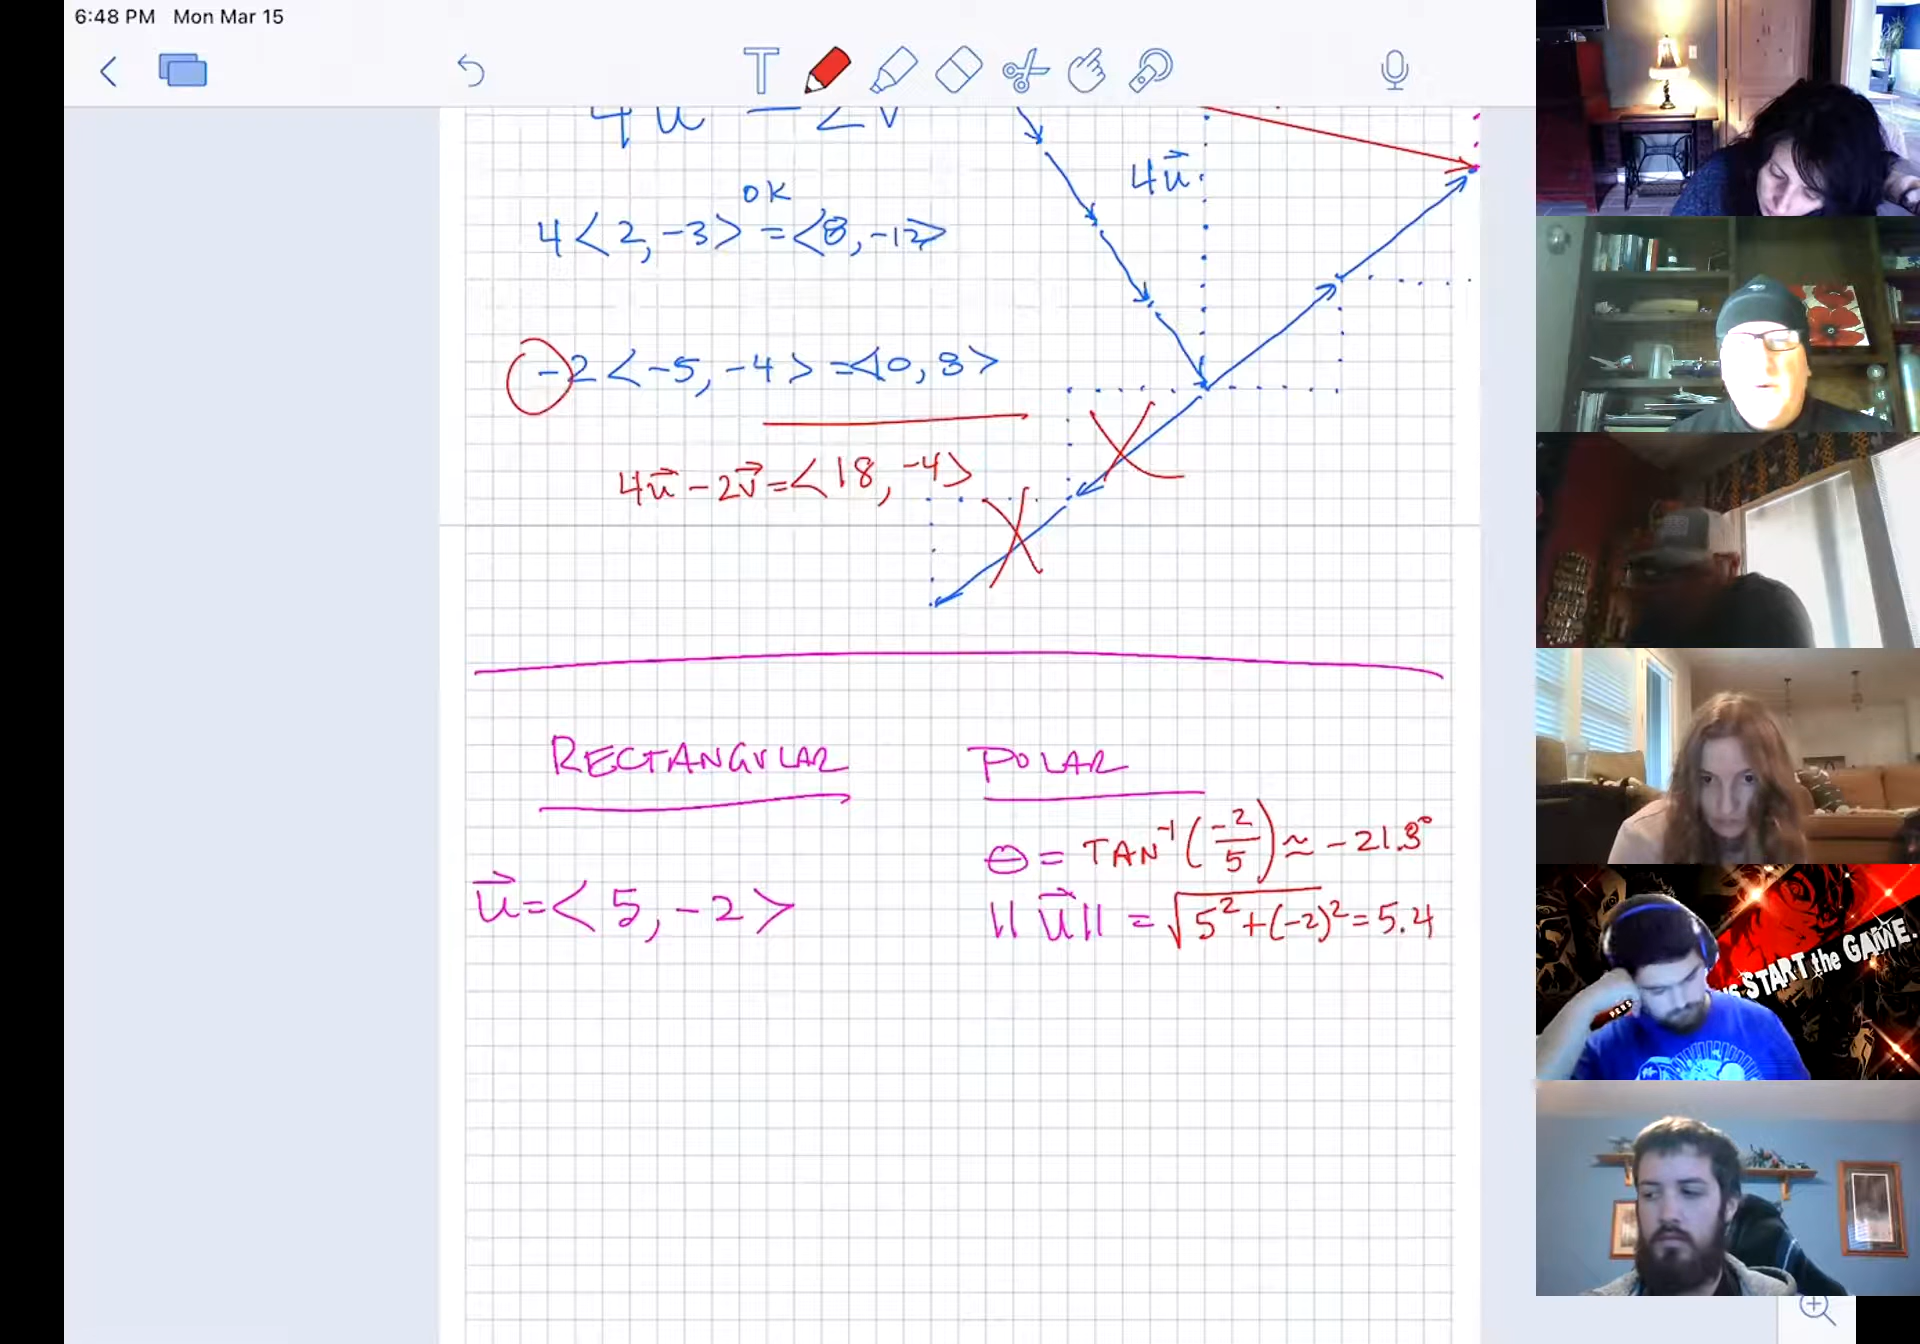 6:48 PM Mon Mar 15
4u - 2v
4u⃗
OK
4<2, -3> = <8, -12>
-2<-5, -4> = <10, 8>
4u⃗ - 2v⃗ = <18, -4>
RECTANGULAR
POLAR
θ = TAN⁻¹(-2/5) ≈ -21.8°
u⃗ = <5, -2>
||u⃗|| = √5² + (-2)² = 5.4
START the GAME.